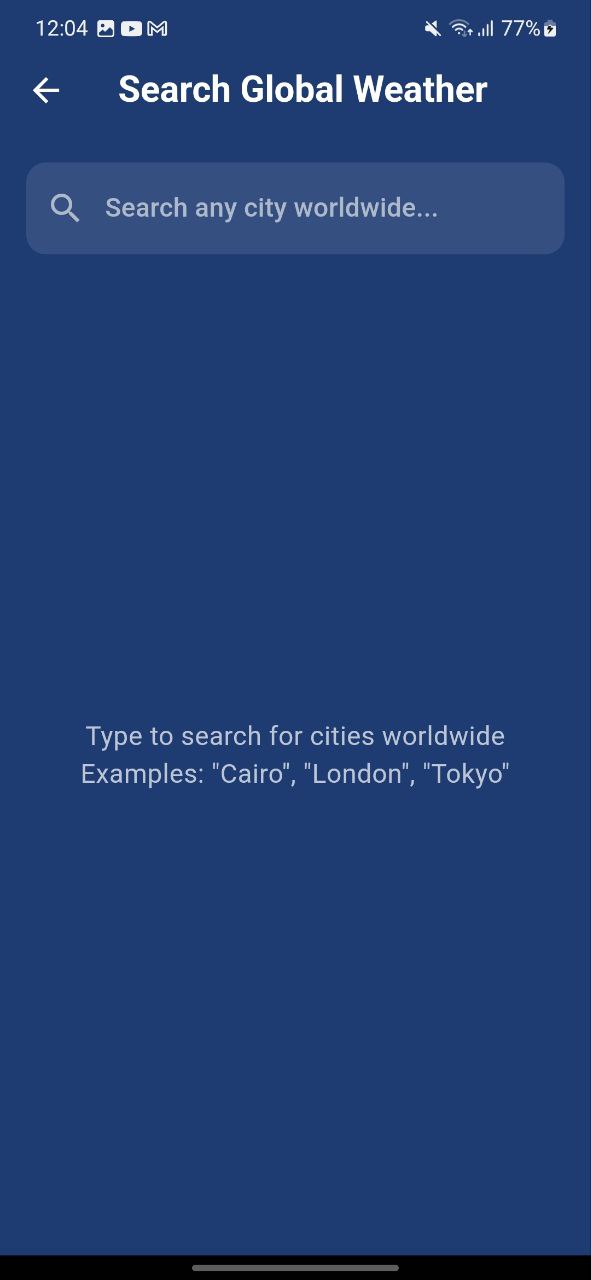 12:04 77%
Search Global Weather
Search any city worldwide...
Type to search for cities worldwide
Examples: "Cairo", "London", "Tokyo"